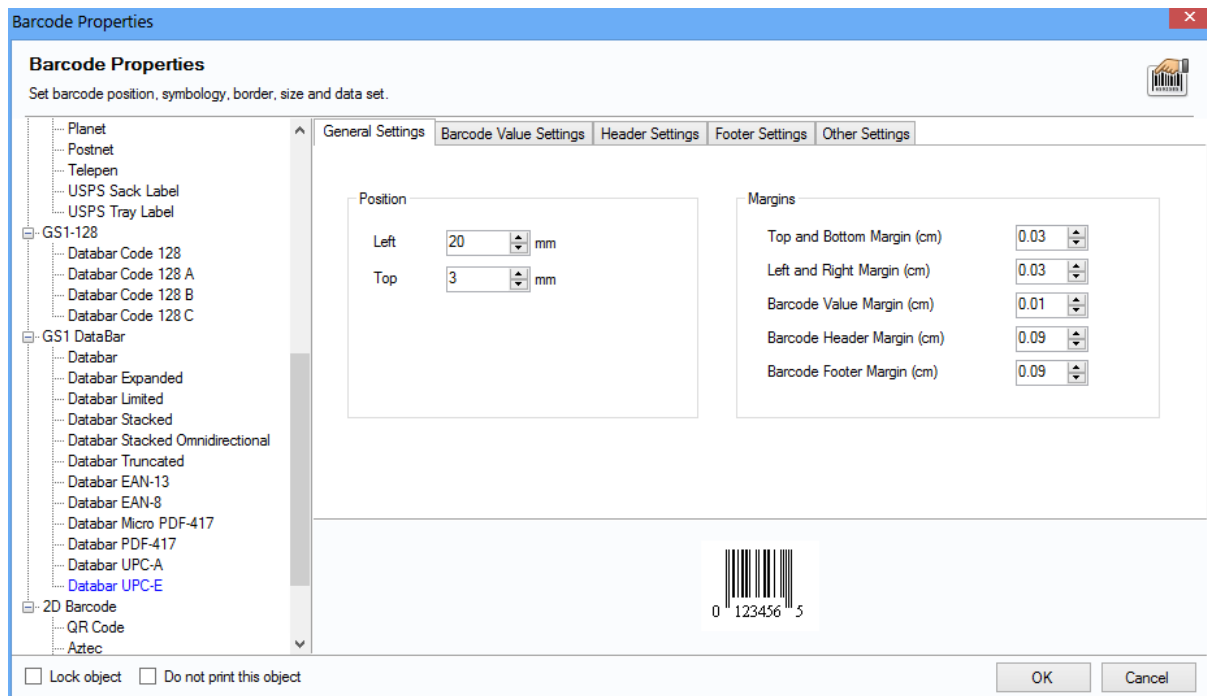 Barcode Properties
Barcode Properties
Set barcode position, symbology, border, size and data set.
Planet
Postnet
Telepen
USPS Sack Label
USPS Tray Label
GS1-128
Databar Code 128
Databar Code 128 A
Databar Code 128 B
Databar Code 128 C
GS1 DataBar
Databar
Databar Expanded
Databar Limited
Databar Stacked
Databar Stacked Omnidirectional
Databar Truncated
Databar EAN-13
Databar EAN-8
Databar Micro PDF-417
Databar PDF-417
Databar UPC-A
Databar UPC-E
2D Barcode
QR Code
Aztec
General Settings Barcode Value Settings Header Settings Footer Settings Other Settings
Position
Left 20 mm
Top 3 mm
Margins
Top and Bottom Margin (cm) 0.03
Left and Right Margin (cm) 0.03
Barcode Value Margin (cm) 0.01
Barcode Header Margin (cm) 0.09
Barcode Footer Margin (cm) 0.09
0 123456 5
Lock object Do not print this object OK Cancel